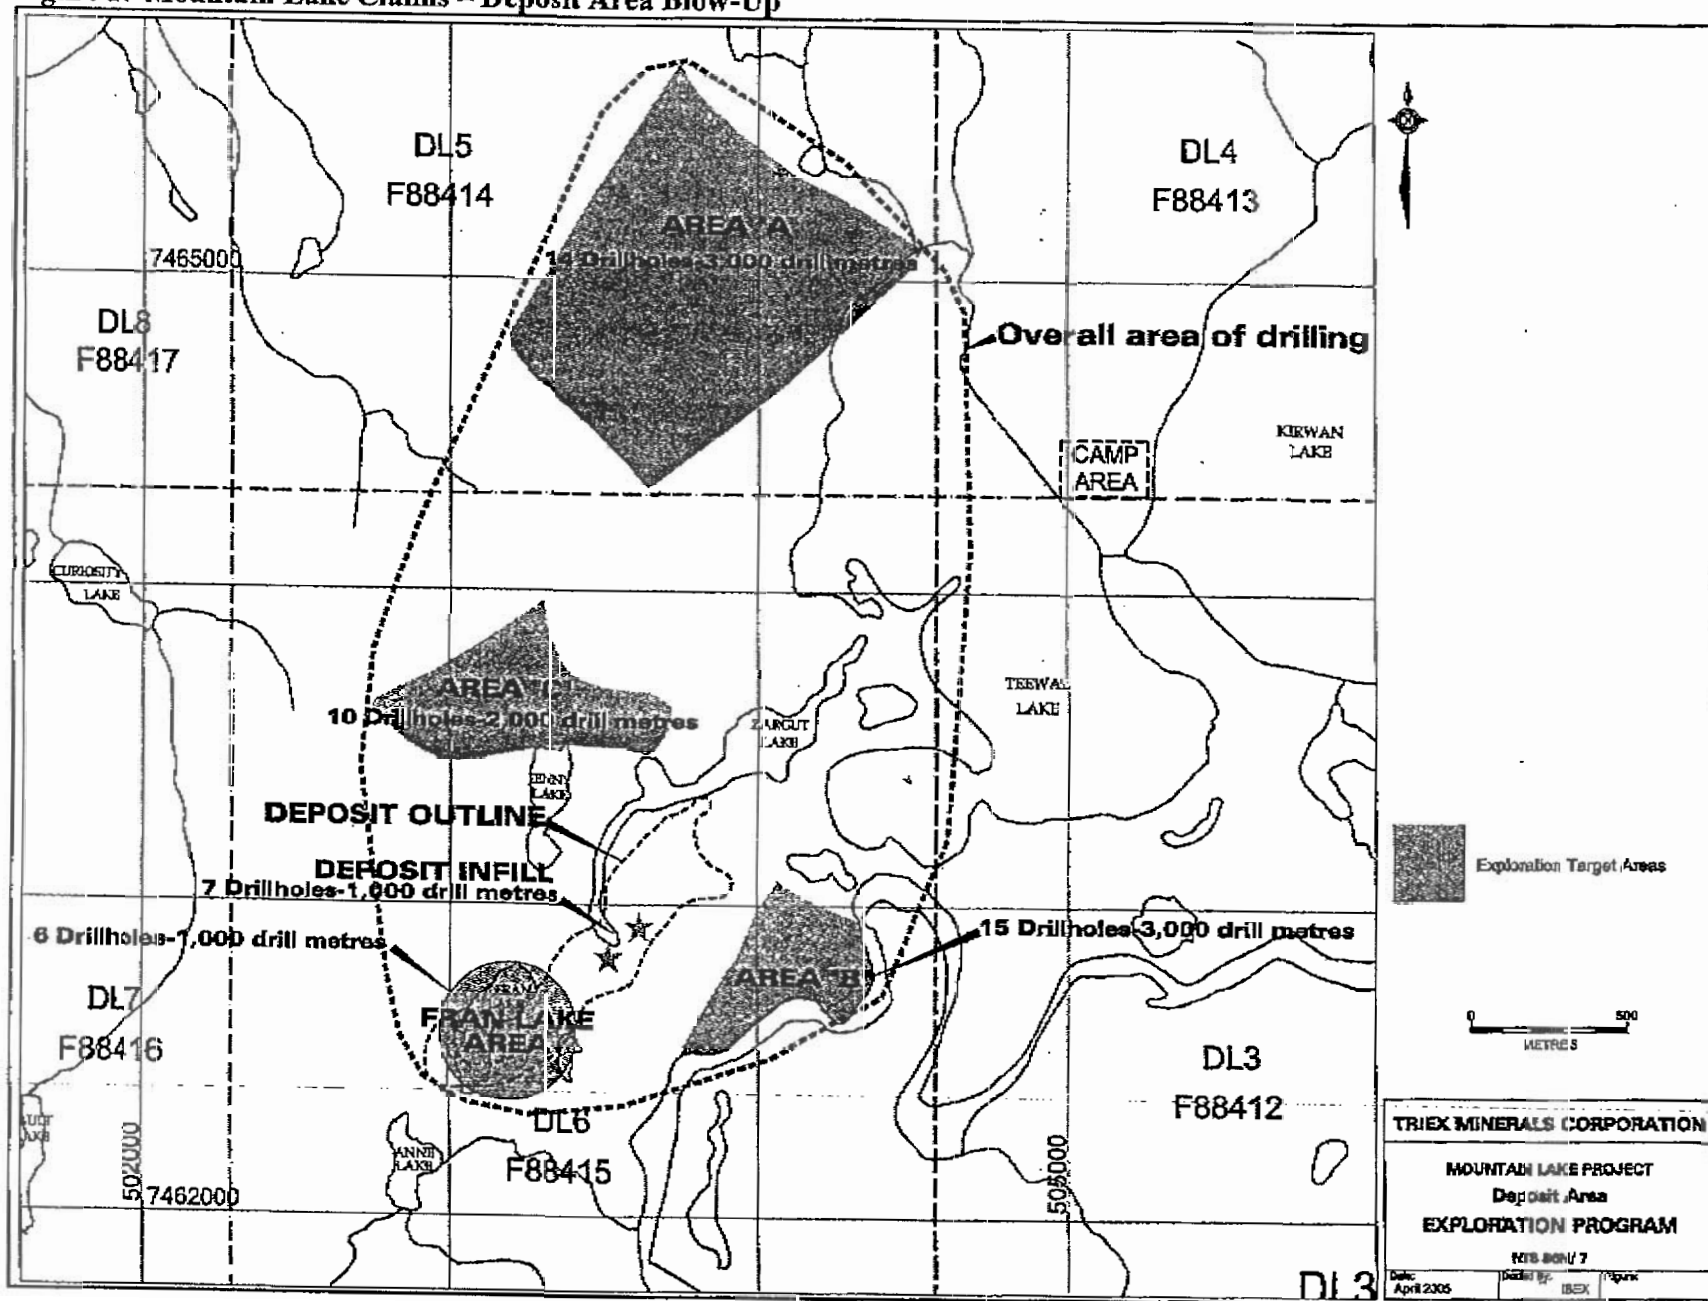 Mountain Lake Claims – Deposit Area Blow-Up
DL5
F88414
DL4
F88413
AREA "A"
14 Drillholes-3,000 drill metres
7465000
DL8
F88417
Overall area of drilling
KIRWAN
LAKE
CAMP
AREA
CURIOSITY
LAKE
AREA "C"
10 Drillholes-2,000 drill metres
ZARGUT
LAKE
TEEWA
LAKE
LAKE
DEPOSIT OUTLINE
DEPOSIT INFILL
7 Drillholes-1,000 drill metres
Exploration Target Areas
6 Drillholes-1,000 drill metres
15 Drillholes-3,000 drill metres
AREA "B"
DL7
F88416
FRAN LAKE
AREA
0 500
METRES
DL3
F88412
DL6
F88415
ANNIE
LAKE
502000
7462000
505000
TRIEX MINERALS CORPORATION
MOUNTAIN LAKE PROJECT
Deposit Area
EXPLORATION PROGRAM
Date:
April 2005
IBEX
Figure:
DL3